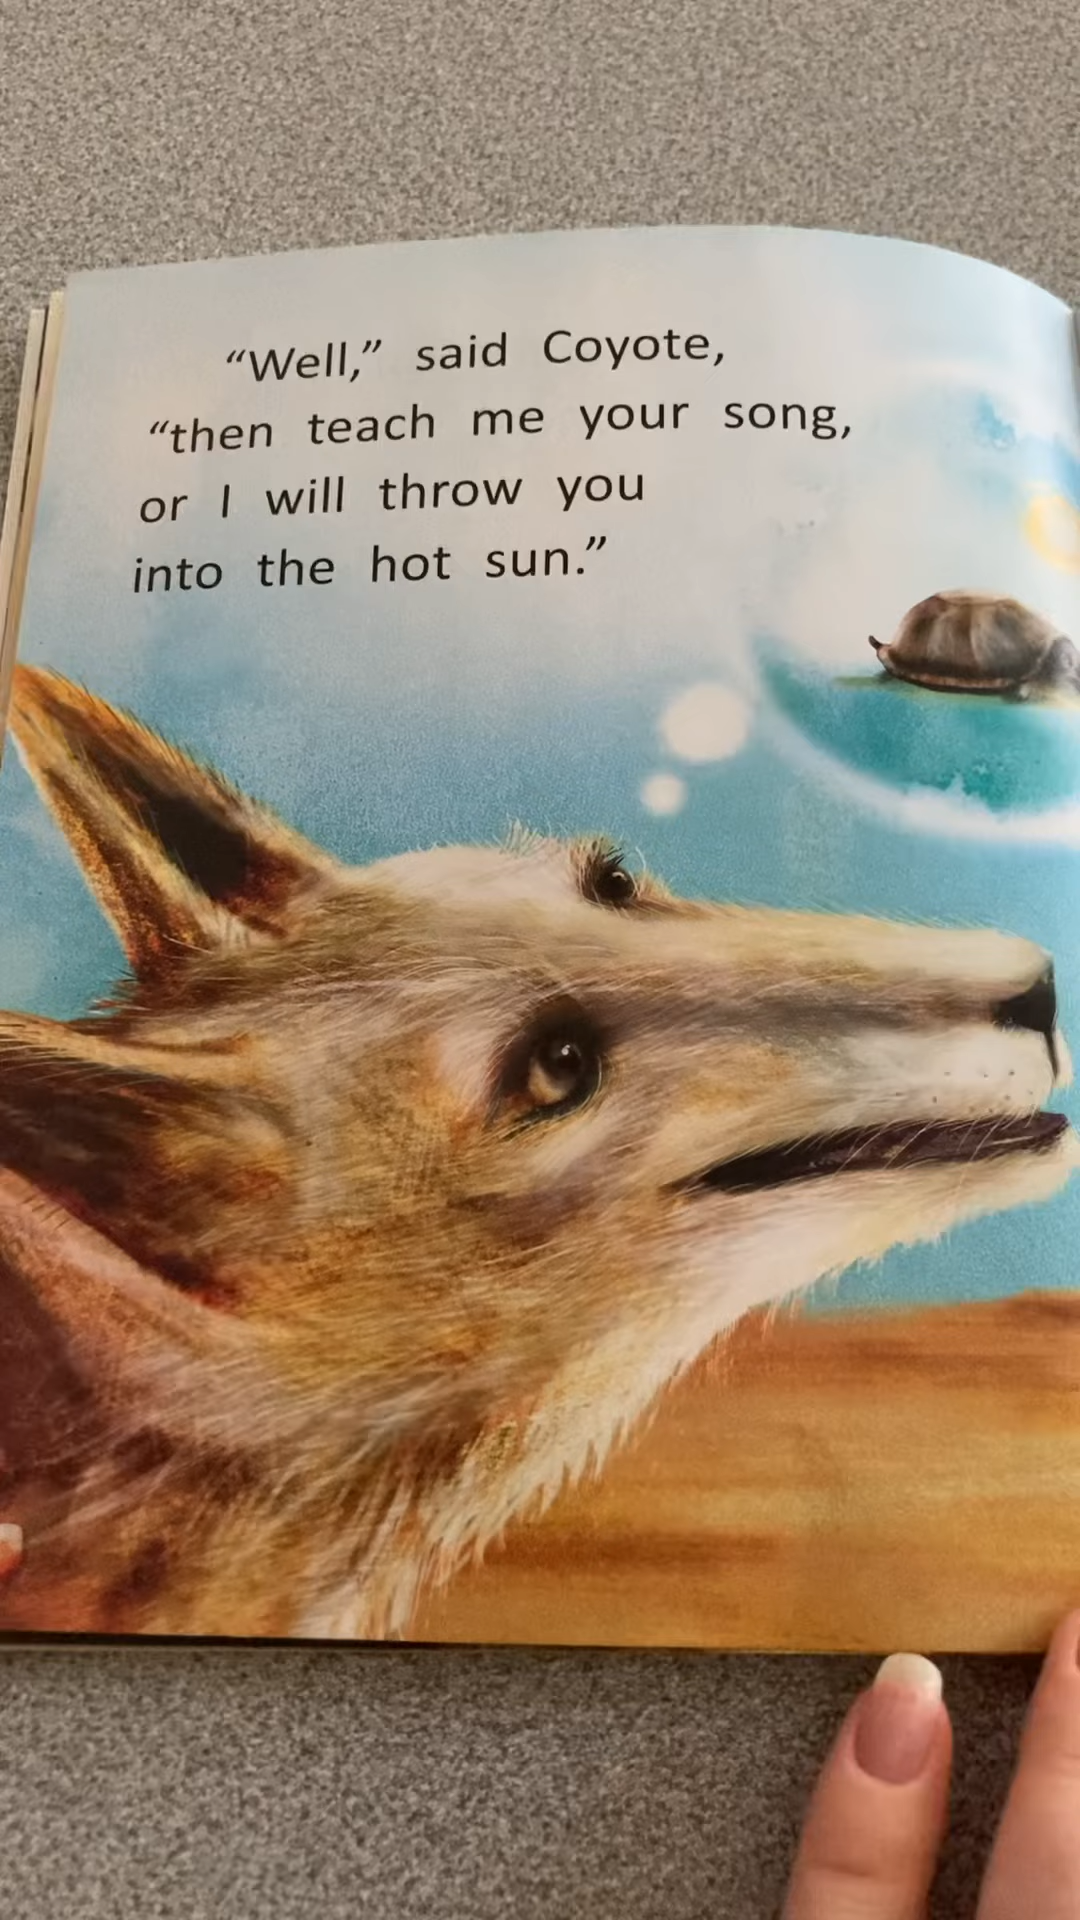 “Well,” said Coyote,
“then teach me your song,
or I will throw you
into the hot sun.”